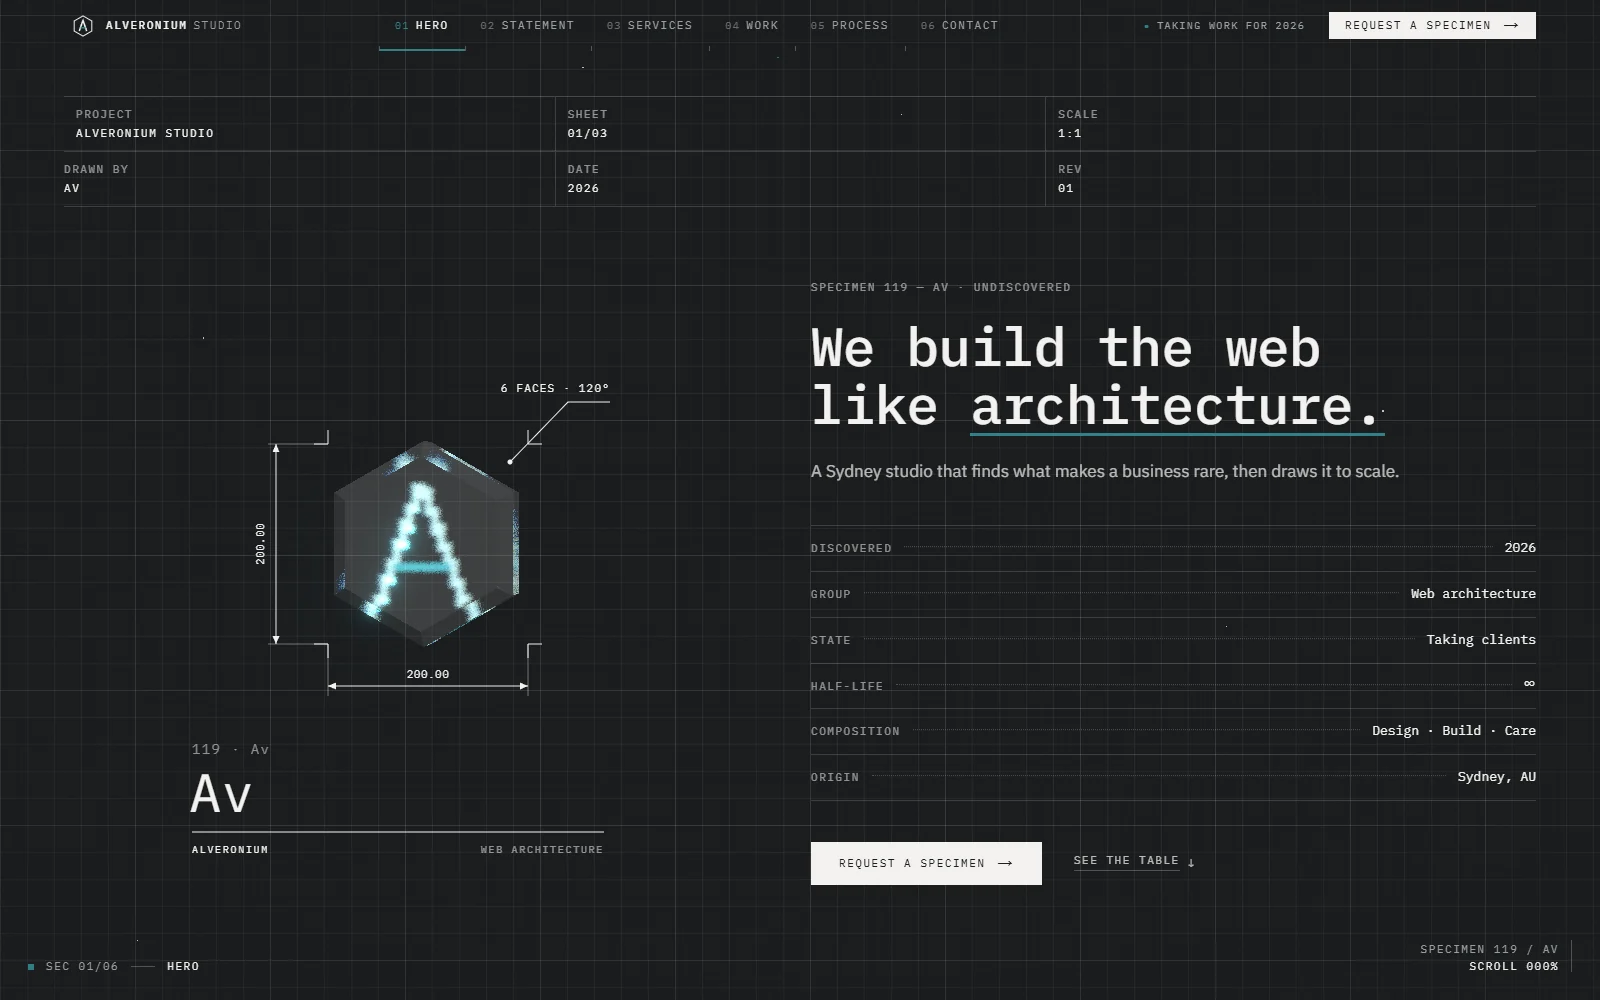 ALVERONIUM STUDIO
01 HERO
02 STATEMENT
03 SERVICES
04 WORK
05 PROCESS
06 CONTACT
TAKING WORK FOR 2026
REQUEST A SPECIMEN →
PROJECT
ALVERONIUM STUDIO
SHEET
01/03
SCALE
1:1
DRAWN BY
AV
DATE
2026
REV
01
6 FACES · 120°
A
200.00
200.00
119 · Av
Av
ALVERONIUM
WEB ARCHITECTURE
SPECIMEN 119 — AV · UNDISCOVERED
We build the web
like architecture.
A Sydney studio that finds what makes a business rare, then draws it to scale.
DISCOVERED 2026
GROUP Web architecture
STATE Taking clients
HALF-LIFE ∞
COMPOSITION Design · Build · Care
ORIGIN Sydney, AU
REQUEST A SPECIMEN →
SEE THE TABLE ↓
SEC 01/06 HERO
SPECIMEN 119 / AV
SCROLL 000%